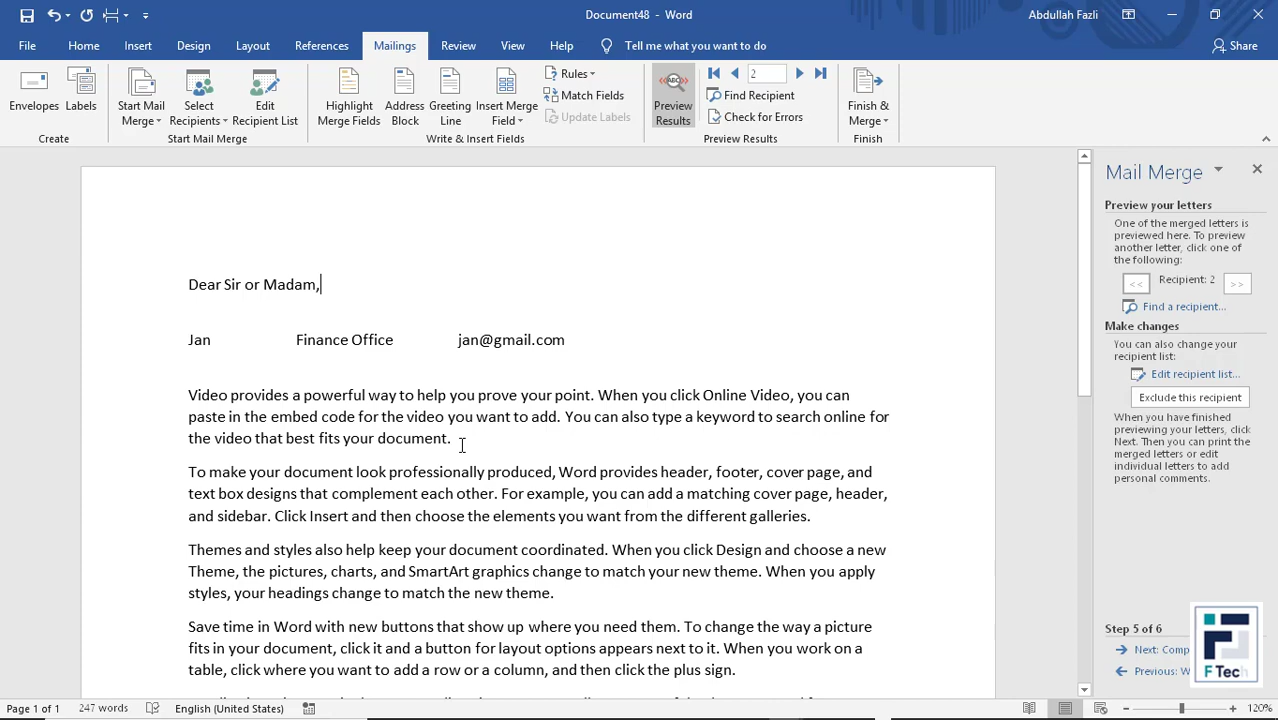 Document48 - Word
Abdullah Fazli
File Home Insert Design Layout References Mailings Review View Help Tell me what you want to do Share
Envelopes
Labels
Create
Start Mail Merge
Select Recipients
Edit Recipient List
Start Mail Merge
Highlight Merge Fields
Address Block
Greeting Line
Insert Merge Field
Rules
Match Fields
Update Labels
Write & Insert Fields
ABC
Preview Results
2
Find Recipient
Check for Errors
Preview Results
Finish & Merge
Finish
Dear Sir or Madam,
Jan Finance Office jan@gmail.com
Video provides a powerful way to help you prove your point. When you click Online Video, you can
paste in the embed code for the video you want to add. You can also type a keyword to search online for
the video that best fits your document.
To make your document look professionally produced, Word provides header, footer, cover page, and
text box designs that complement each other. For example, you can add a matching cover page, header,
and sidebar. Click Insert and then choose the elements you want from the different galleries.
Themes and styles also help keep your document coordinated. When you click Design and choose a new
Theme, the pictures, charts, and SmartArt graphics change to match your new theme. When you apply
styles, your headings change to match the new theme.
Save time in Word with new buttons that show up where you need them. To change the way a picture
fits in your document, click it and a button for layout options appears next to it. When you work on a
table, click where you want to add a row or a column, and then click the plus sign.
Mail Merge
Preview your letters
One of the merged letters is
previewed here. To preview
another letter, click one of
the following:
<< Recipient: 2 >>
Find a recipient...
Make changes
You can also change your
recipient list:
Edit recipient list...
Exclude this recipient
When you have finished
previewing your letters, click
Next. Then you can print the
merged letters or edit
individual letters to add
personal comments.
Step 5 of 6
Next: Comp
Previous: W
F Tech
Page 1 of 1 247 words English (United States) 120%